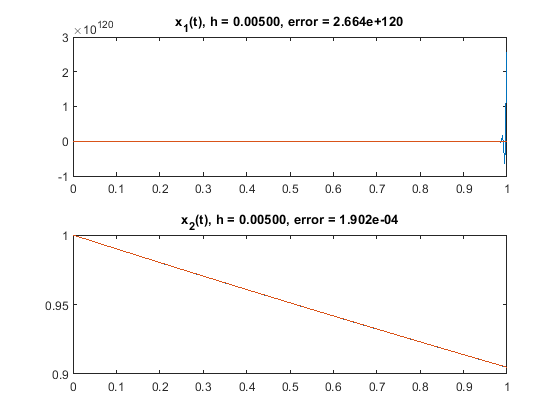 x₁(t), h = 0.00500, error = 2.664e+120
×10¹²⁰
3
2
1
0
-1
0 0.1 0.2 0.3 0.4 0.5 0.6 0.7 0.8 0.9 1
x₂(t), h = 0.00500, error = 1.902e-04
1
0.95
0.9
0 0.1 0.2 0.3 0.4 0.5 0.6 0.7 0.8 0.9 1